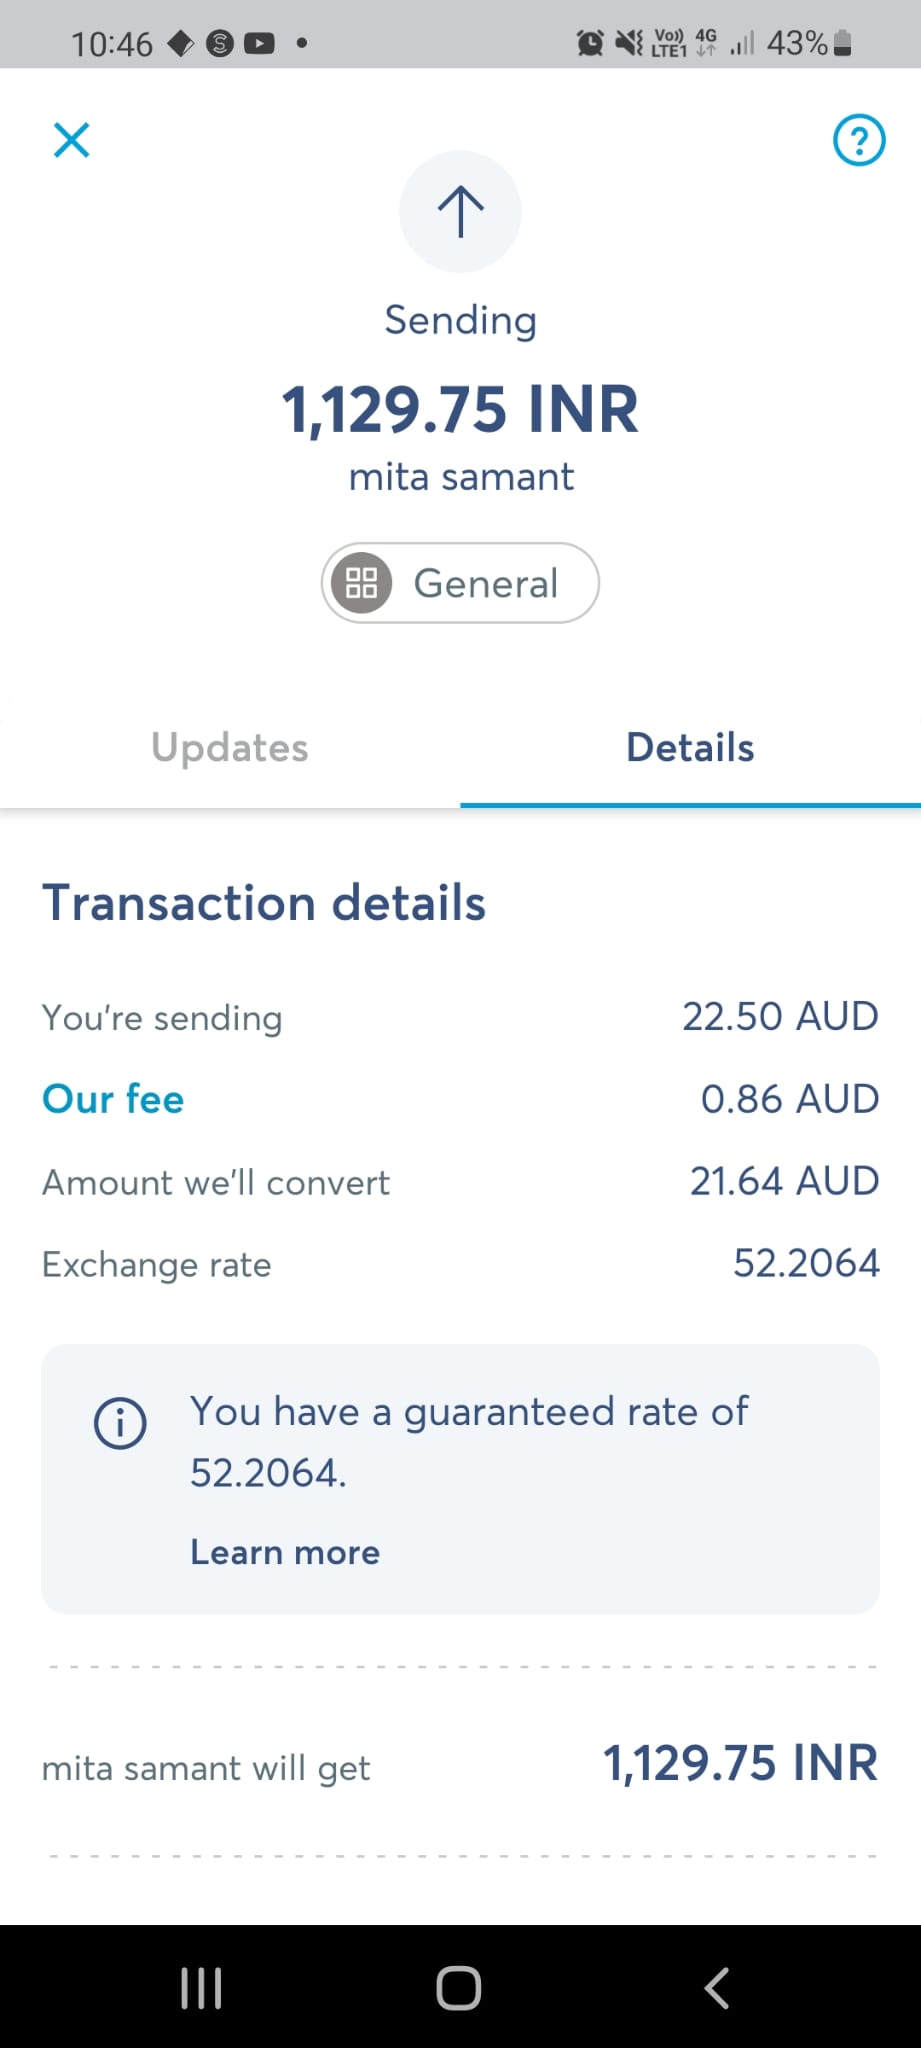 10:46
Vo)) 4G
LTE1
43%
Sending
1,129.75 INR
mita samant
General
Updates Details
Transaction details
You're sending 22.50 AUD
Our fee 0.86 AUD
Amount we'll convert 21.64 AUD
Exchange rate 52.2064
You have a guaranteed rate of
52.2064.
Learn more
mita samant will get 1,129.75 INR